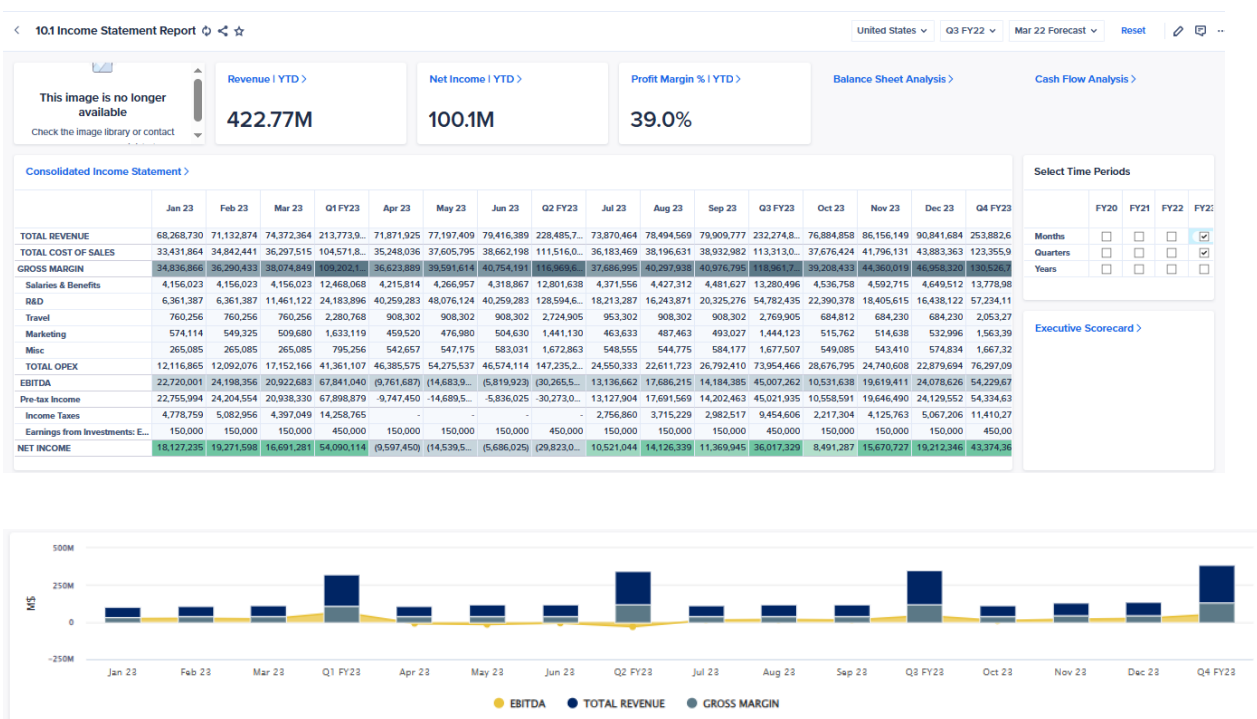 10.1 Income Statement Report
United States Q3 FY22 Mar 22 Forecast Reset
This image is no longer
available
Check the image library or contact
Revenue | YTD >
422.77M
Net Income | YTD >
100.1M
Profit Margin % | YTD >
39.0%
Balance Sheet Analysis >
Cash Flow Analysis >
Consolidated Income Statement >
Jan 23 Feb 23 Mar 23 Q1 FY23 Apr 23 May 23 Jun 23 Q2 FY23 Jul 23 Aug 23 Sep 23 Q3 FY23 Oct 23 Nov 23 Dec 23 Q4 FY23
TOTAL REVENUE 68,268,730 71,132,874 74,372,364 213,773,9... 71,871,925 77,197,409 79,416,389 228,485,7... 73,870,464 78,494,569 79,909,777 232,274,8... 76,884,858 86,156,149 90,841,684 253,882,6
TOTAL COST OF SALES 33,431,864 34,842,441 36,297,515 104,571,8... 35,248,036 37,605,795 38,662,198 111,516,0... 36,183,469 38,196,631 38,932,982 113,313,0... 37,676,424 41,796,131 43,883,363 123,355,9
GROSS MARGIN 34,836,866 36,290,433 38,074,849 109,202,1... 36,623,889 39,591,614 40,754,191 116,969,6... 37,686,995 40,297,938 40,976,795 118,961,7... 39,208,433 44,360,019 46,958,320 130,526,7
Salaries & Benefits 4,156,023 4,156,023 4,156,023 12,468,068 4,215,814 4,266,957 4,318,867 12,801,638 4,371,556 4,427,312 4,481,627 13,280,496 4,536,758 4,592,715 4,649,512 13,778,98
R&D 6,361,387 6,361,387 11,461,122 24,183,896 40,259,283 48,076,124 40,259,283 128,594,6... 18,213,287 16,243,871 20,325,276 54,782,435 22,390,378 18,405,615 16,438,122 57,234,11
Travel 760,256 760,256 760,256 2,280,768 908,302 908,302 908,302 2,724,905 953,302 908,302 908,302 2,769,905 684,812 684,230 684,230 2,053,27
Marketing 574,114 549,325 509,680 1,633,119 459,520 476,980 504,630 1,441,130 463,633 487,463 493,027 1,444,123 515,762 514,638 532,996 1,563,39
Misc 265,085 265,085 265,085 795,256 542,657 547,175 583,031 1,672,863 548,555 544,775 584,177 1,677,507 549,085 543,410 574,834 1,667,32
TOTAL OPEX 12,116,865 12,092,076 17,152,166 41,361,107 46,385,575 54,275,537 46,574,114 147,235,2... 24,550,333 22,611,723 26,792,410 73,954,466 28,676,795 24,740,608 22,879,694 76,297,09
EBITDA 22,720,001 24,198,356 20,922,683 67,841,040 (9,761,687) (14,683,9... (5,819,923) (30,265,5... 13,136,662 17,686,215 14,184,385 45,007,262 10,531,638 19,619,411 24,078,626 54,229,67
Pre-tax Income 22,755,994 24,204,554 20,938,330 67,898,879 -9,747,450 -14,689,5... -5,836,025 -30,273,0... 13,127,904 17,691,569 14,202,463 45,021,935 10,558,591 19,646,490 24,129,552 54,334,63
Income Taxes 4,778,759 5,082,956 4,397,049 14,258,765 - - - - 2,756,860 3,715,229 2,982,517 9,454,606 2,217,304 4,125,763 5,067,206 11,410,27
Earnings from Investments: E... 150,000 150,000 150,000 450,000 150,000 150,000 150,000 450,000 150,000 150,000 150,000 450,000 150,000 150,000 150,000 450,00
NET INCOME 18,127,235 19,271,598 16,691,281 54,090,114 (9,597,450) (14,539,5... (5,686,025) (29,823,0... 10,521,044 14,126,339 11,369,945 36,017,329 8,491,287 15,670,727 19,212,346 43,374,36
Select Time Periods
FY20 FY21 FY22 FY23
Months
Quarters
Years
Executive Scorecard >
500M
250M
0
-250M
M$
Jan 23 Feb 23 Mar 23 Q1 FY23 Apr 23 May 23 Jun 23 Q2 FY23 Jul 23 Aug 23 Sep 23 Q3 FY23 Oct 23 Nov 23 Dec 23 Q4 FY23
EBITDA TOTAL REVENUE GROSS MARGIN